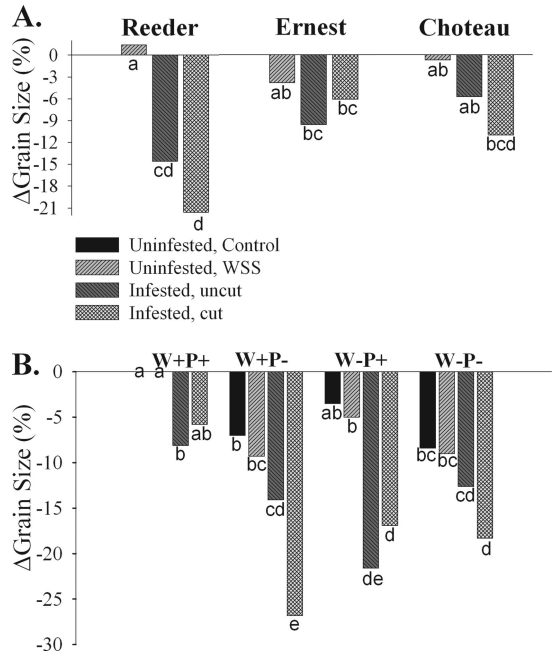 A.
Reeder Ernest Choteau
ΔGrain Size (%)
0
-3
-6
-9
-12
-15
-18
-21
a
cd
d
ab
bc
bc
ab
ab
bcd
Uninfested, Control
Uninfested, WSS
Infested, uncut
Infested, cut
B.
W+P+ W+P- W-P+ W-P-
ΔGrain Size (%)
0
-5
-10
-15
-20
-25
-30
a a
b
ab
b
bc
cd
e
ab
b
de
d
bc
bc
cd
d